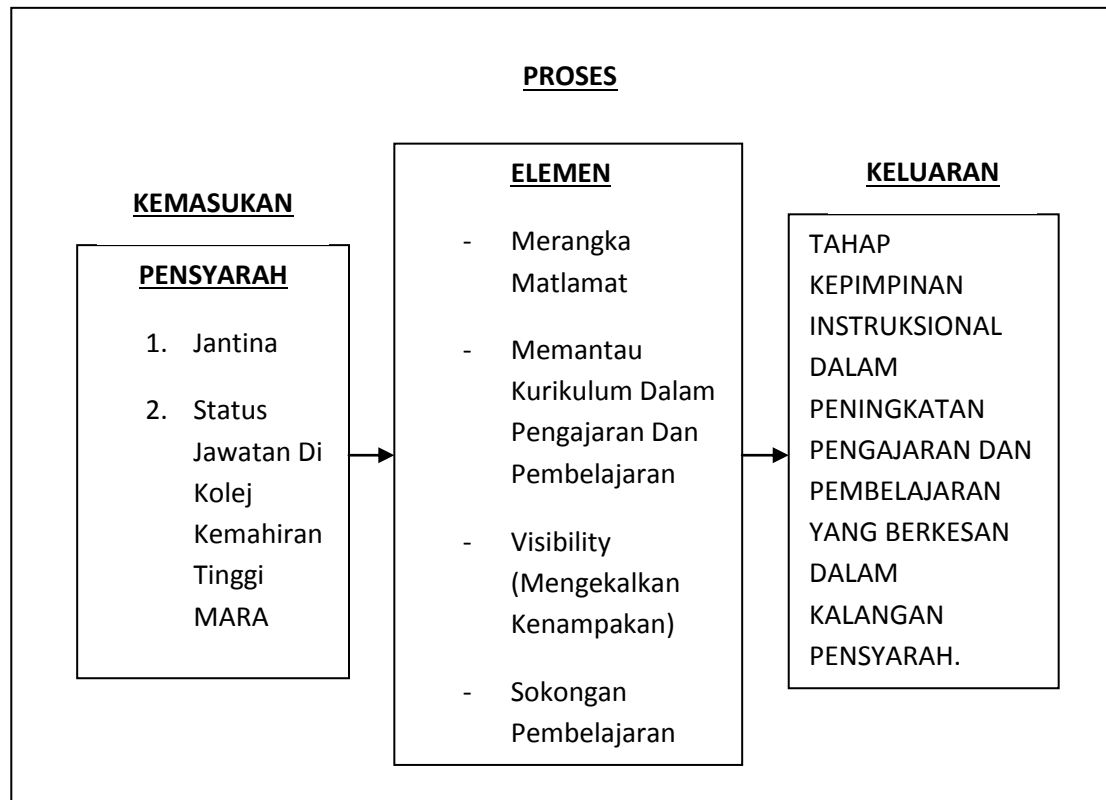 PROSES
KEMASUKAN
PENSYARAH
1. Jantina
2. Status
Jawatan Di
Kolej
Kemahiran
Tinggi
MARA
ELEMEN
- Merangka
Matlamat
- Memantau
Kurikulum Dalam
Pengajaran Dan
Pembelajaran
- Visibility
(Mengekalkan
Kenampakan)
- Sokongan
Pembelajaran
KELUARAN
TAHAP
KEPIMPINAN
INSTRUKSIONAL
DALAM
PENINGKATAN
PENGAJARAN DAN
PEMBELAJARAN
YANG BERKESAN
DALAM
KALANGAN
PENSYARAH.